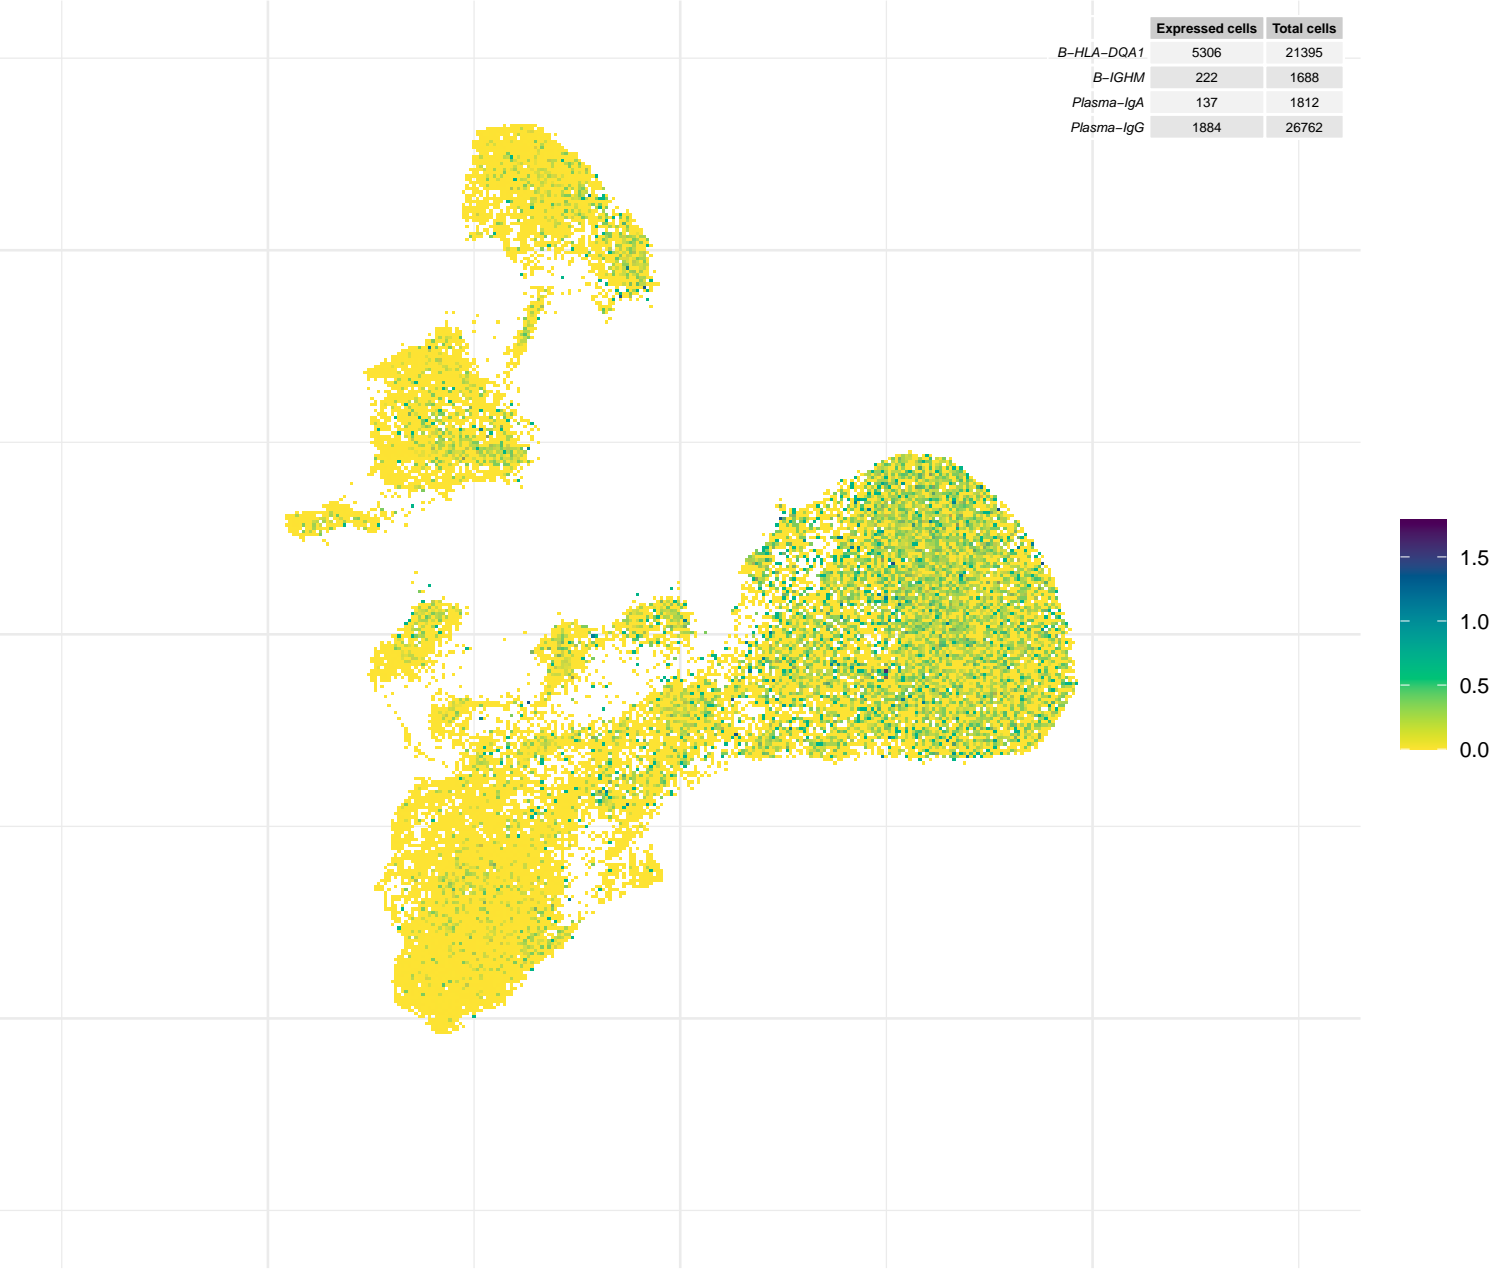 Expressed cells Total cells
B−HLA−DQA1 5306 21395
B−IGHM 222 1688
Plasma−IgA 137 1812
Plasma−IgG 1884 26762
1.5
1.0
0.5
0.0